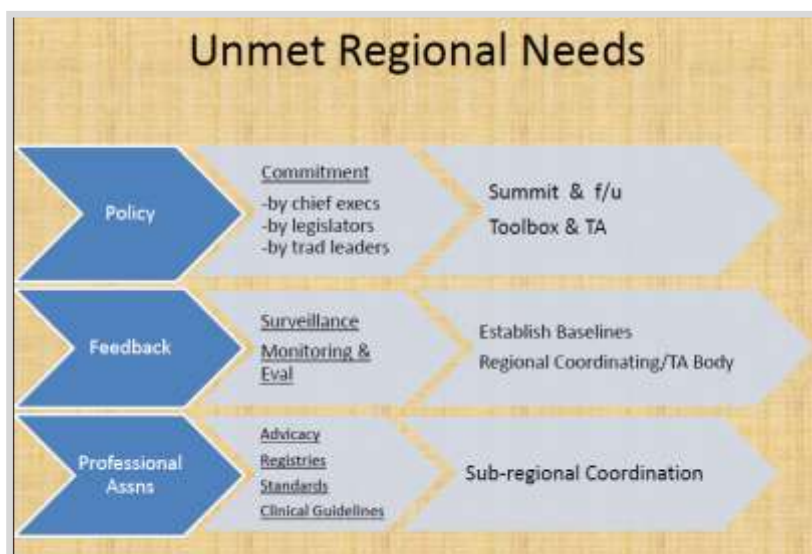 Unmet Regional Needs
Policy
Commitment
-by chief execs
-by legislators
-by trad leaders
Summit & f/u
Toolbox & TA
Feedback
Surveillance
Monitoring &
Eval
Establish Baselines
Regional Coordinating/TA Body
Professional
Assns
Advicacy
Registries
Standards
Clinical Guidelines
Sub-regional Coordination